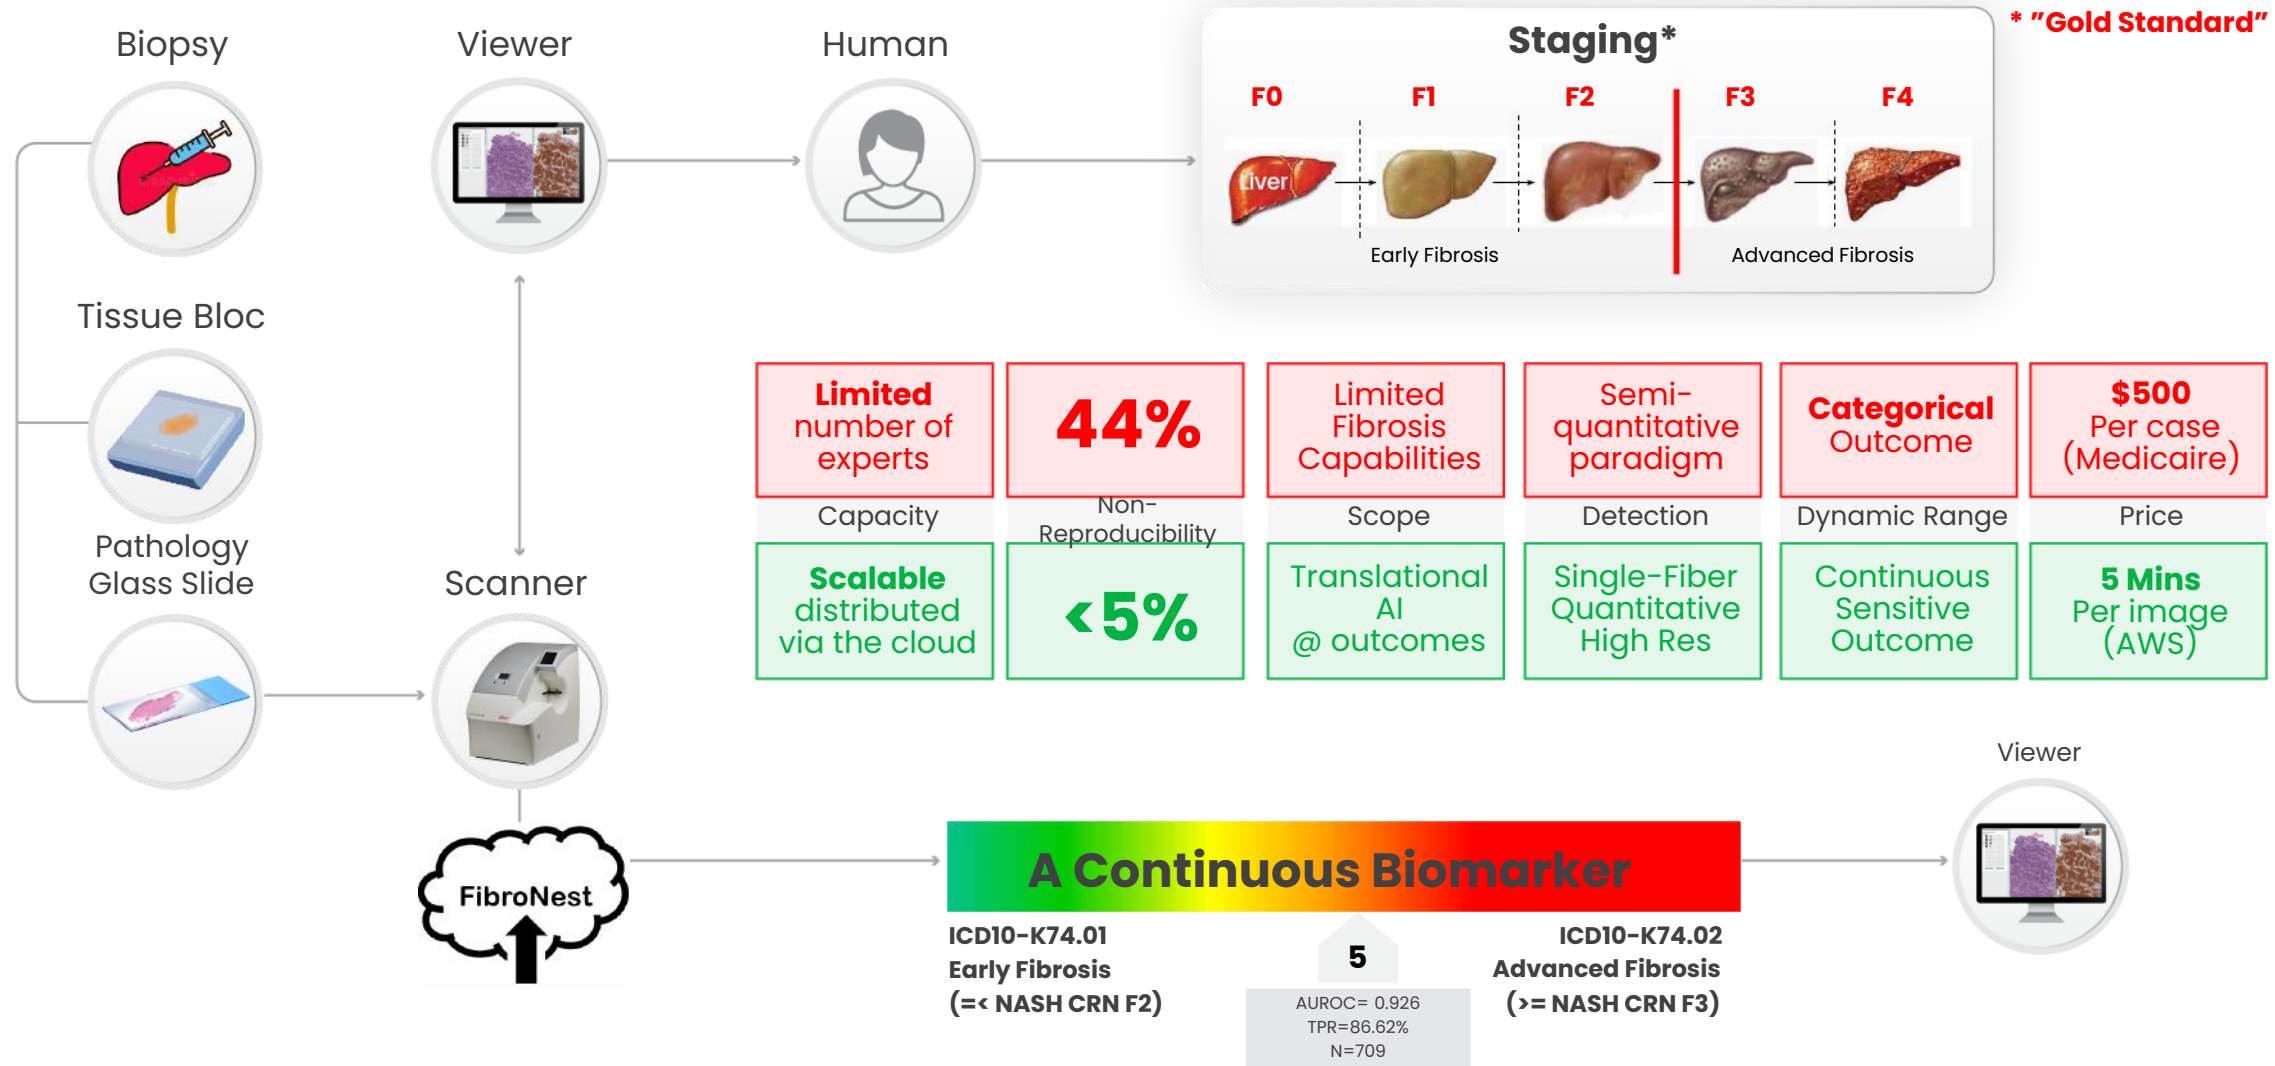 Biopsy
Viewer
Human
Staging*
* ”Gold Standard”
F0
F1
F2
F3
F4
Liver
Early Fibrosis
Advanced Fibrosis
Tissue Bloc
Pathology
Glass Slide
Scanner
Limited
number of
experts
44%
Limited
Fibrosis
Capabilities
Semi-
quantitative
paradigm
Categorical
Outcome
$500
Per case
(Medicaire)
Capacity
Non-
Reproducibility
Scope
Detection
Dynamic Range
Price
Scalable
distributed
via the cloud
<5%
Translational
AI
@ outcomes
Single-Fiber
Quantitative
High Res
Continuous
Sensitive
Outcome
5 Mins
Per image
(AWS)
Viewer
FibroNest
A Continuous Biomarker
ICD10-K74.01
Early Fibrosis
(=< NASH CRN F2)
5
AUROC= 0.926
TPR=86.62%
N=709
ICD10-K74.02
Advanced Fibrosis
(>= NASH CRN F3)